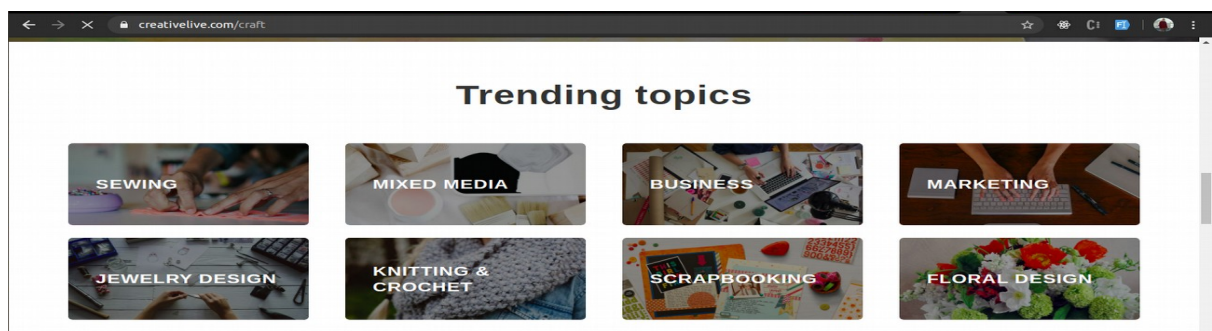 creativelive.com/craft
Trending topics
SEWING
MIXED MEDIA
BUSINESS
MARKETING
JEWELRY DESIGN
KNITTING &
CROCHET
SCRAPBOOKING
FLORAL DESIGN